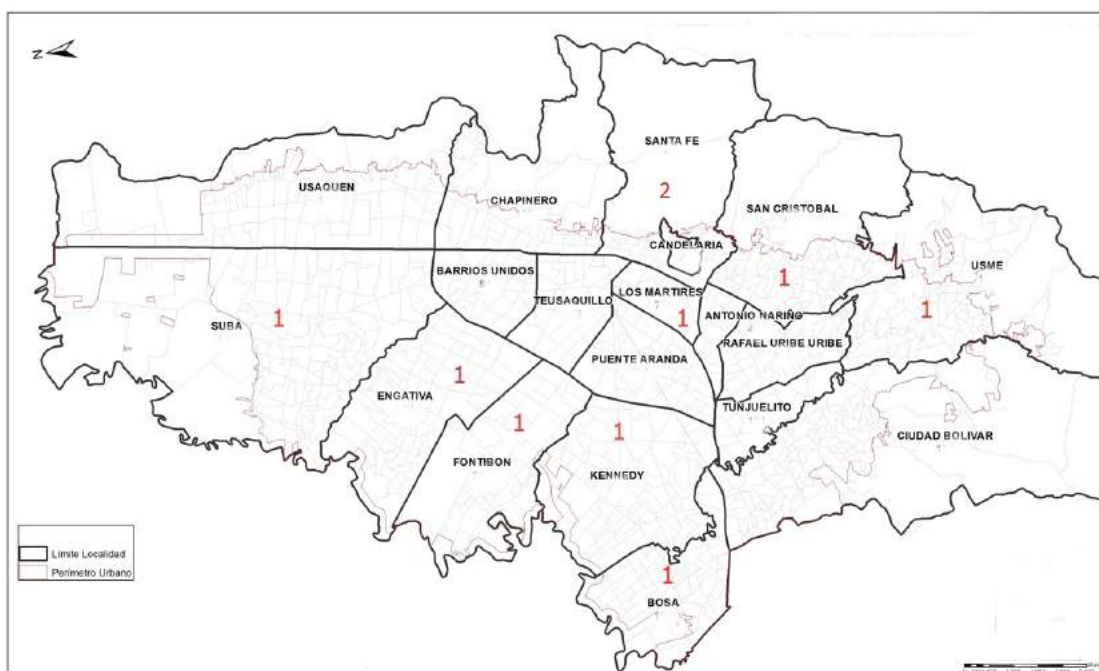 Z
SANTA FE
2
USAQUEN
CHAPINERO
SAN CRISTOBAL
CANDELARIA
USME
BARRIOS UNIDOS
1
LOS MARTIRES
TEUSAQUILLO
1
SUBA
1
1
ANTONIO NARIÑO
RAFAEL URIBE URIBE
PUENTE ARANDA
1
ENGATIVA
TUNJUELITO
1
1
CIUDAD BOLIVAR
FONTIBON
KENNEDY
Límite Localidad
Perímetro Urbano
1
BOSA